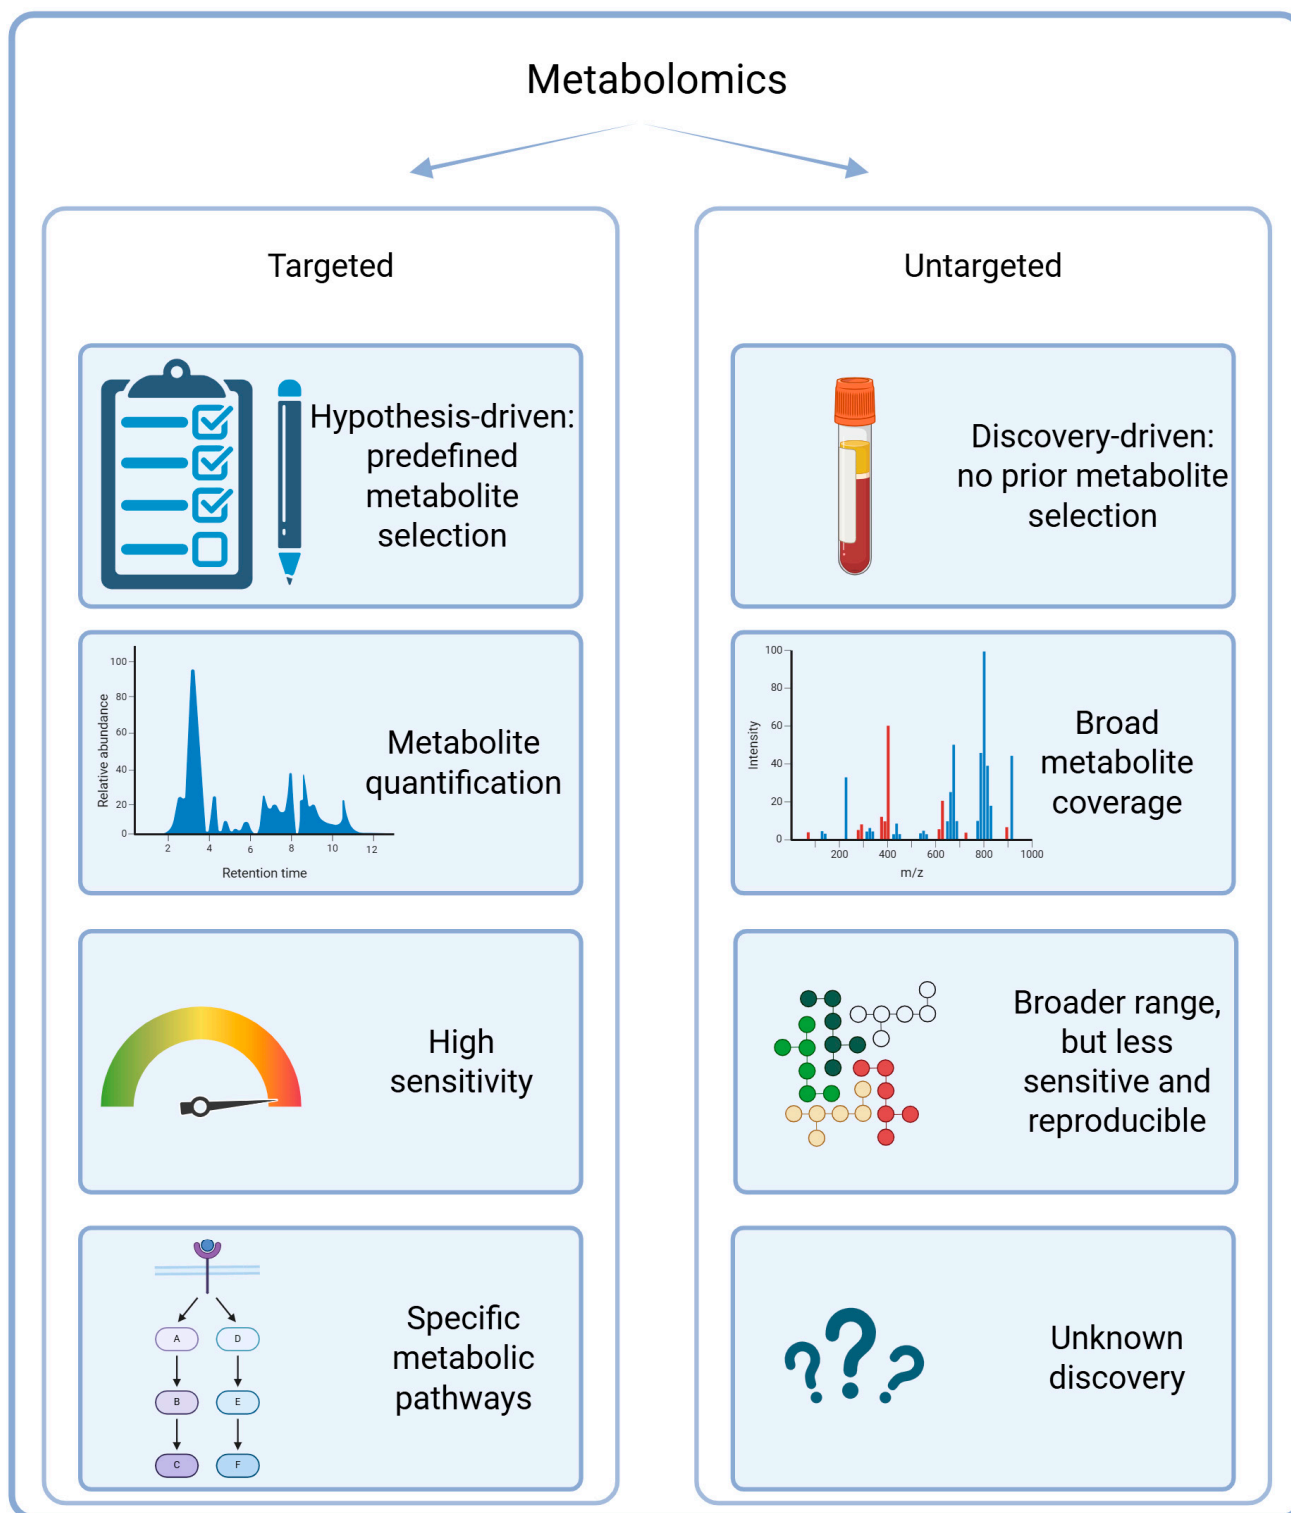 Metabolomics
Targeted
Hypothesis-driven:
predefined
metabolite
selection
100
80
60
40
20
0
Relative abundance
2 4 6 8 10 12
Retention time
Metabolite
quantification
High
sensitivity
A D
B E
C F
Specific
metabolic
pathways
Untargeted
Discovery-driven:
no prior metabolite
selection
100
80
60
40
20
0
Intensity
200 400 600 800 1000
m/z
Broad
metabolite
coverage
Broader range,
but less
sensitive and
reproducible
? ? ?
Unknown
discovery